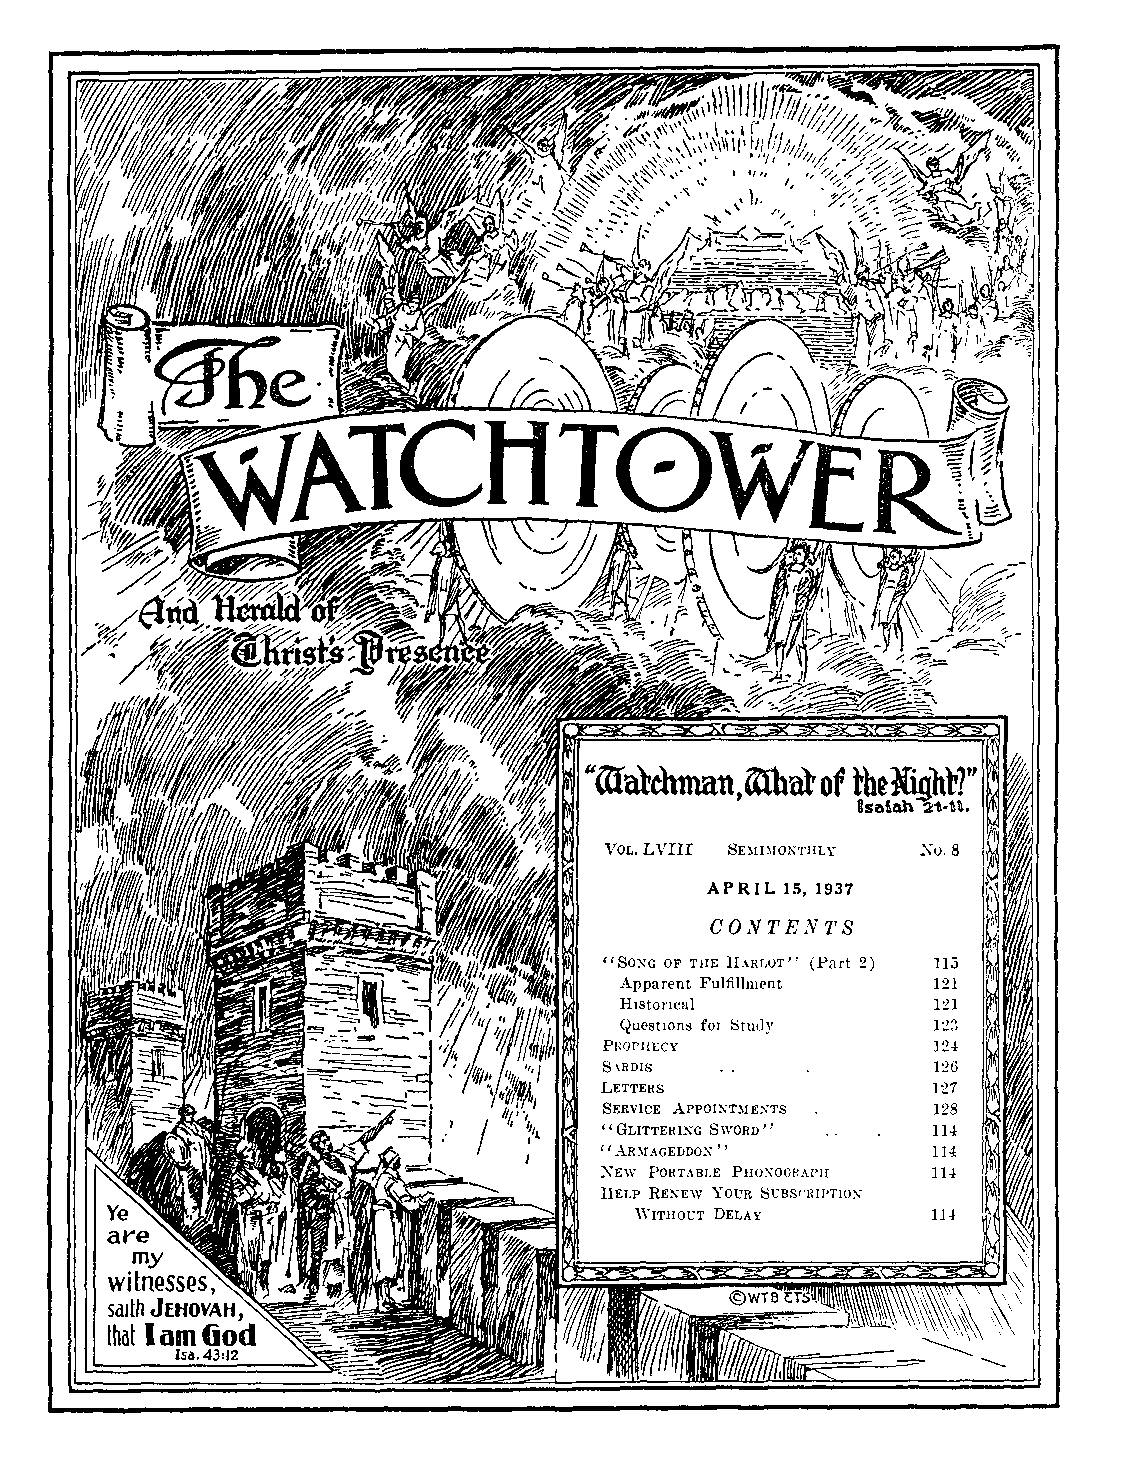 The
WATCHTOWER
And Herald of
Christ's Presence
"Watchman, What of the Night?"
Isaiah 21-11.
VOL. LVIII SEMIMONTHLY No. 8
APRIL 15, 1937
CONTENTS
"SONG OF THE HARLOT" (Part 2) 115
Apparent Fulfillment 121
Historical 121
Questions for Study 123
PROPHECY 124
SARDIS . . . 126
LETTERS 127
SERVICE APPOINTMENTS . 128
"GLITTERING SWORD" . . . 114
"ARMAGEDDON" 114
NEW PORTABLE PHONOGRAPH 114
HELP RENEW YOUR SUBSCRIPTION
WITHOUT DELAY 114
Ye
are
my
witnesses,
saith JEHOVAH,
that I am God
Isa. 43:12
©WTB &TS